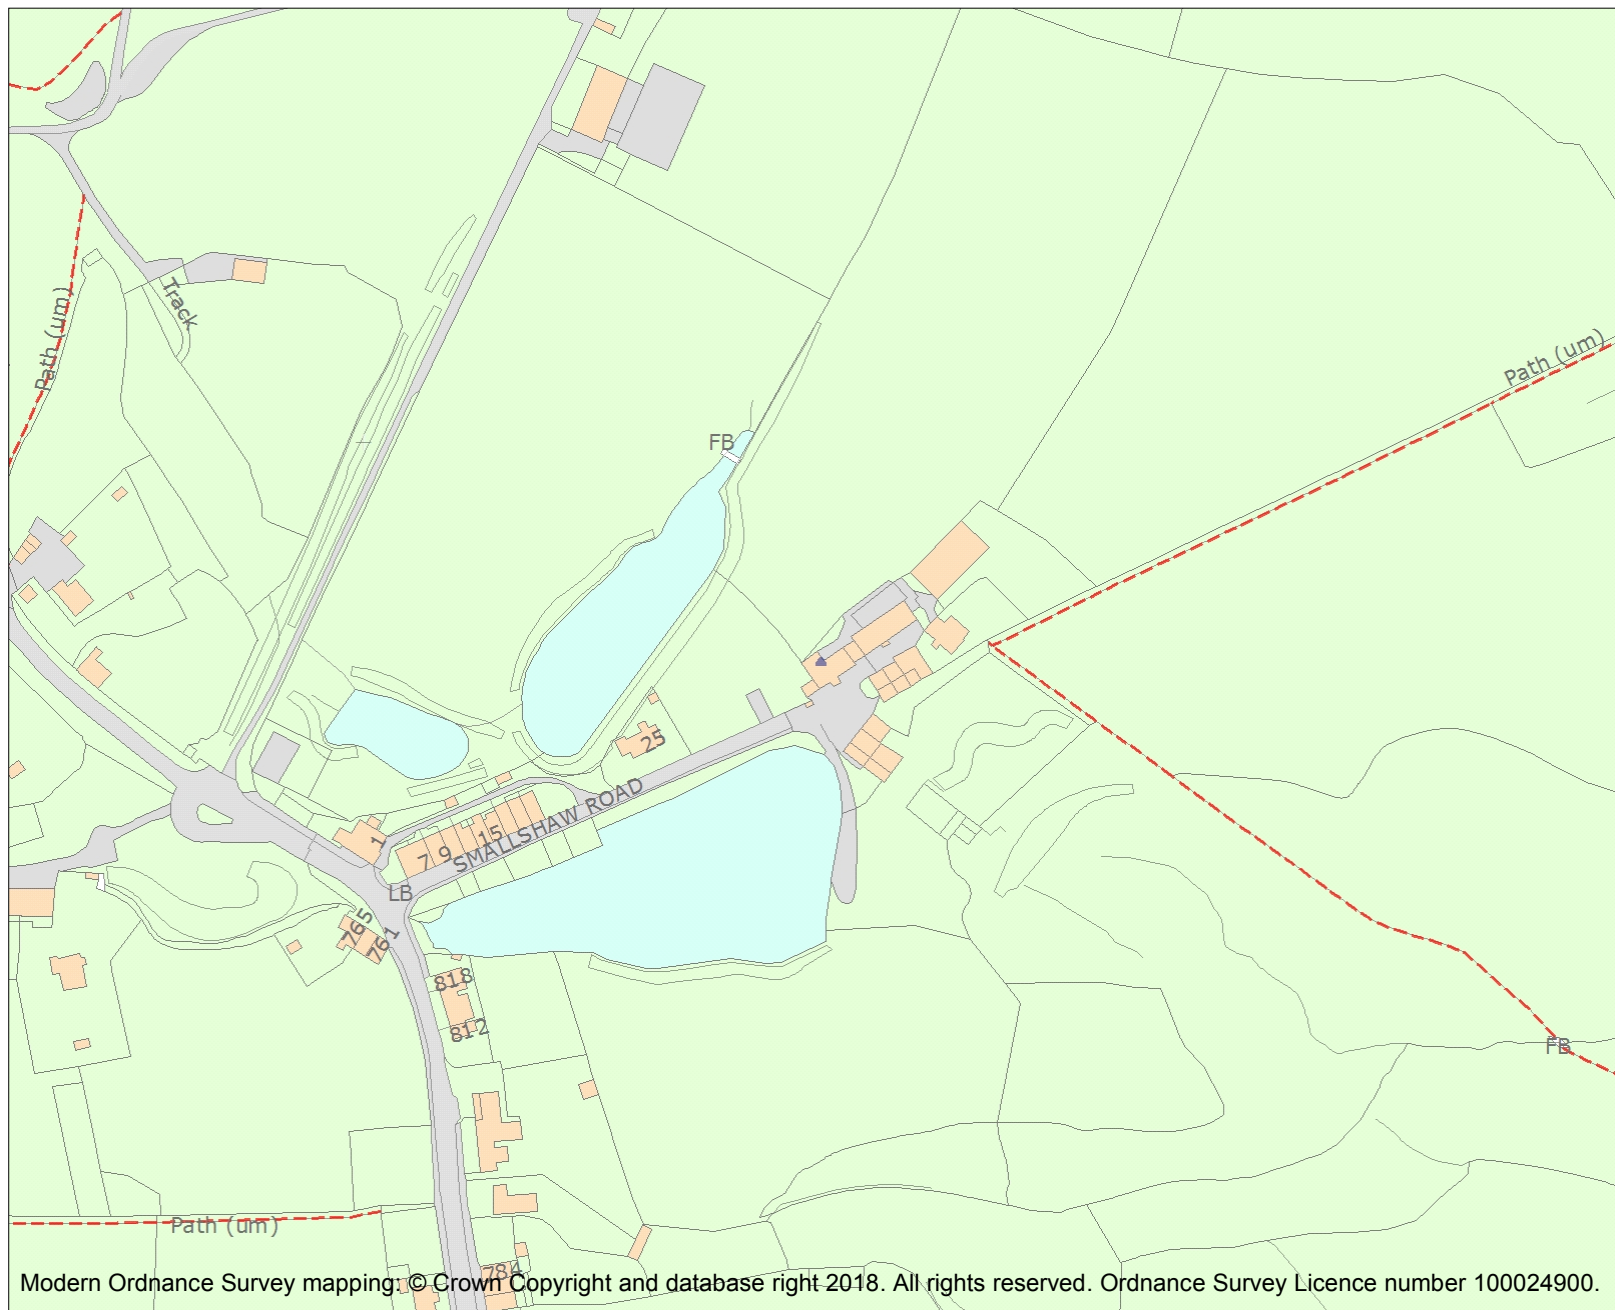 Track
Path (um)
Path (um)
FB
25
SMALLSHAW ROAD
15
1
7 9
LB
765
761
818
812
FB
Path (um)
784
Modern Ordnance Survey mapping: © Crown Copyright and database right 2018. All rights reserved. Ordnance Survey Licence number 100024900.